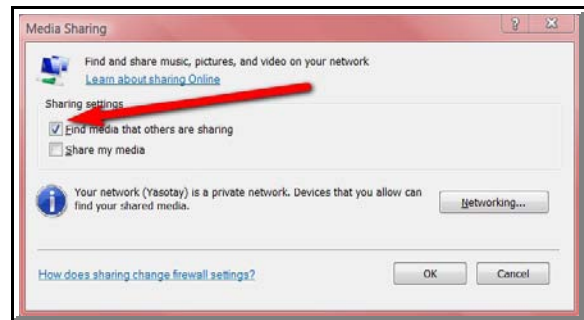 Media Sharing
Find and share music, pictures, and video on your network
Learn about sharing Online
Sharing settings
Find media that others are sharing
Share my media
Your network (Yasotay) is a private network. Devices that you allow can
find your shared media.
Networking...
How does sharing change firewall settings?
OK
Cancel